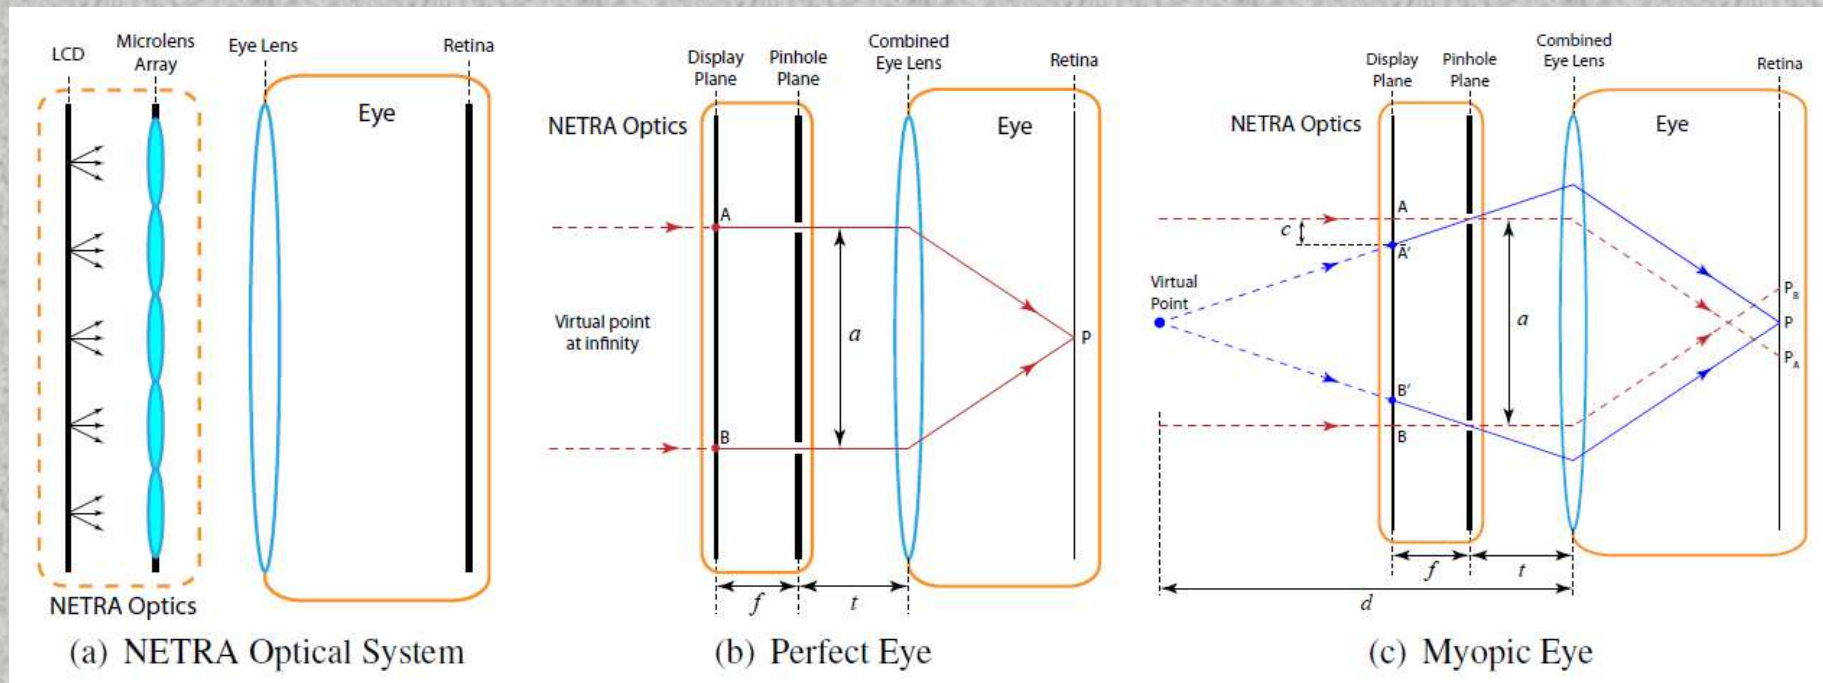 LCD
Microlens
Array
Eye Lens
Retina
Eye
NETRA Optics
(a) NETRA Optical System
Display
Plane
Pinhole
Plane
Combined
Eye Lens
Retina
NETRA Optics
Eye
A
Virtual point
at infinity
a
P
B
f
t
(b) Perfect Eye
Display
Plane
Pinhole
Plane
Combined
Eye Lens
Retina
NETRA Optics
Eye
A
c
A'
Virtual
Point
a
P_B
P
P_A
B'
B
f
t
d
(c) Myopic Eye